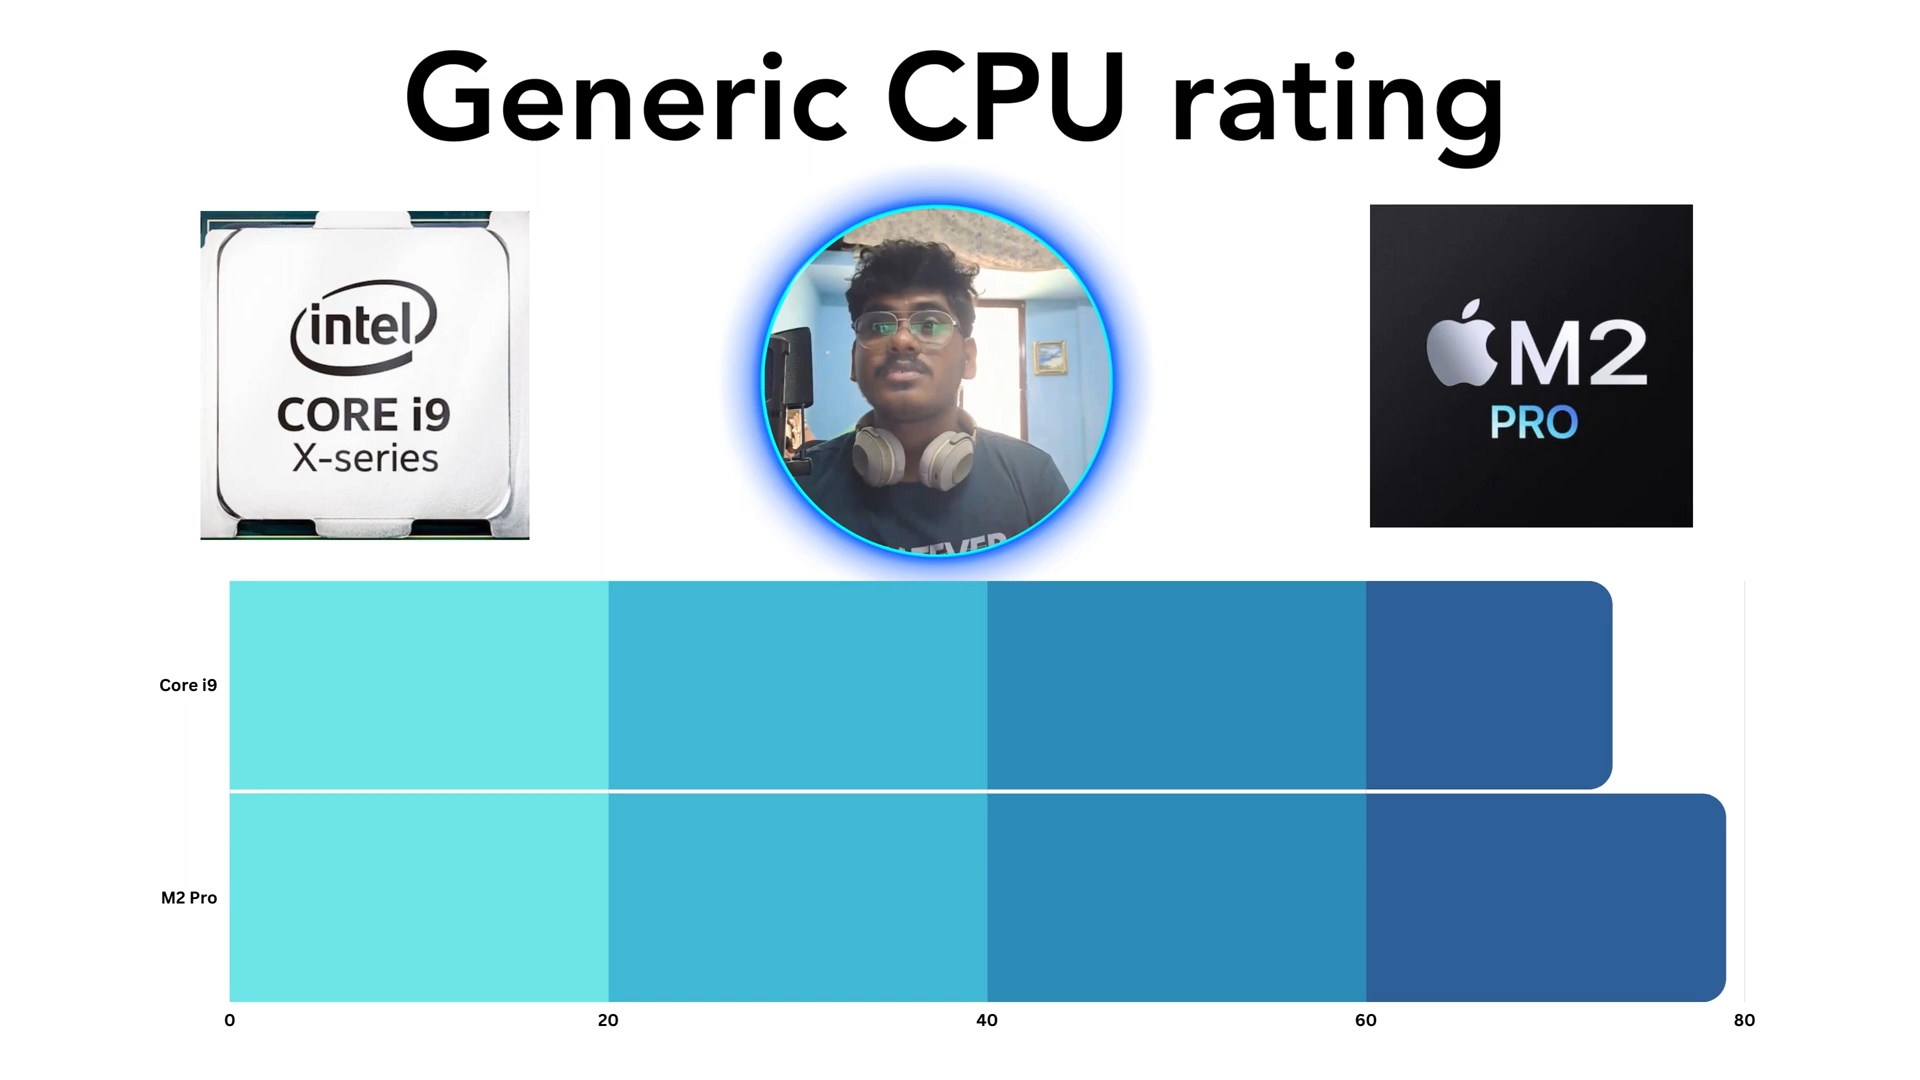 Generic CPU rating
intel
CORE i9
X-series
M2
PRO
Core i9
M2 Pro
0 20 40 60 80